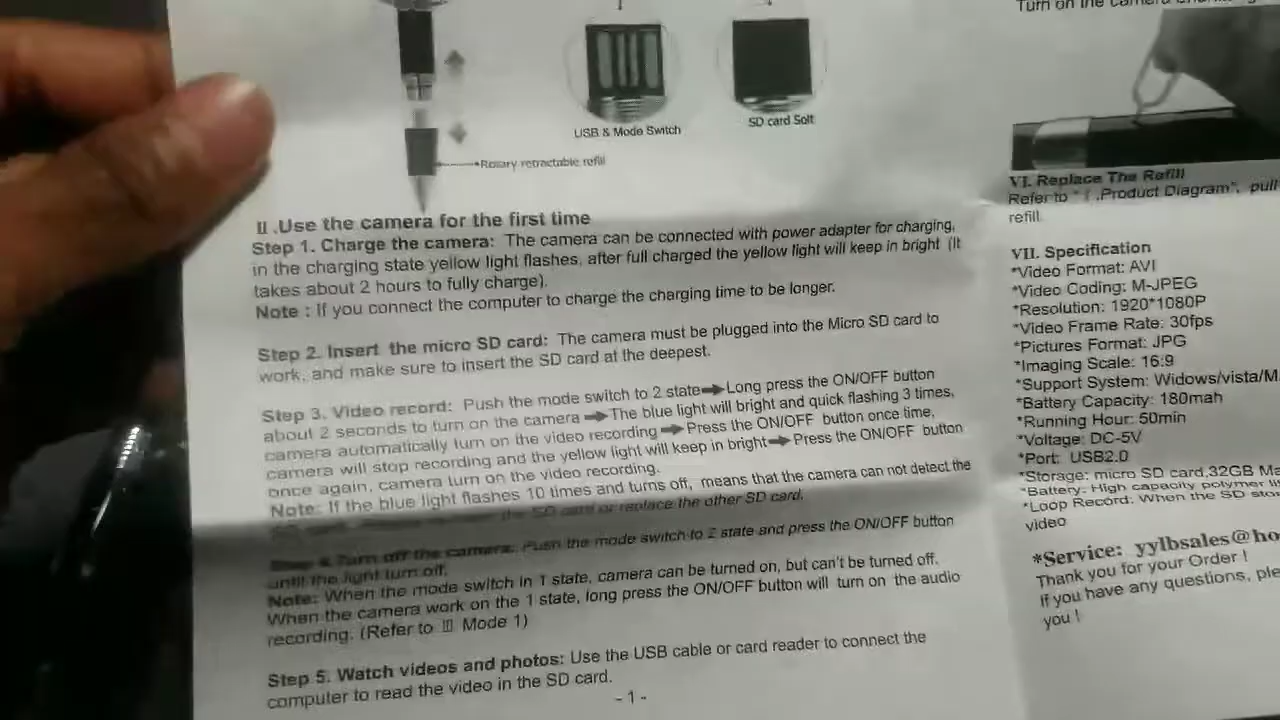 USB & Mode Switch
SD card Solt
Rotary retractable refill
II .Use the camera for the first time
Step 1. Charge the camera: The camera can be connected with power adapter for charging,
in the charging state yellow light flashes, after full charged the yellow light will keep in bright (It
takes about 2 hours to fully charge).
Note : If you connect the computer to charge the charging time to be longer.
Step 2. Insert the micro SD card: The camera must be plugged into the Micro SD card to
work, and make sure to insert the SD card at the deepest.
Step 3. Video record: Push the mode switch to 2 state➡Long press the ON/OFF button
about 2 seconds to turn on the camera ➡The blue light will bright and quick flashing 3 times,
camera automatically turn on the video recording➡Press the ON/OFF button once time,
camera will stop recording and the yellow light will keep in bright➡Press the ON/OFF button
once again, camera turn on the video recording.
Note: If the blue light flashes 10 times and turns off, means that the camera can not detect the
the SD card or replace the other SD card.
Step 4. Turn off the camera: Push the mode switch to 2 state and press the ON/OFF button
until the light turn off.
Note: When the mode switch in 1 state, camera can be turned on, but can't be turned off.
When the camera work on the 1 state, long press the ON/OFF button will turn on the audio
recording. (Refer to III Mode 1)
Step 5. Watch videos and photos: Use the USB cable or card reader to connect the
computer to read the video in the SD card.
- 1 -
Turn on the camera
VI. Replace The Refill
Refer to " I .Product Diagram", pull
refill.
VII. Specification
*Video Format: AVI
*Video Coding: M-JPEG
*Resolution: 1920*1080P
*Video Frame Rate: 30fps
*Pictures Format: JPG
*Imaging Scale: 16:9
*Support System: Widows/vista/M
*Battery Capacity: 180mah
*Running Hour: 50min
*Voltage: DC-5V
*Port: USB2.0
*Storage: micro SD card,32GB Ma
*Battery: High capacity polymer li
*Loop Record: When the SD stor
video
*Service: yylbsales@ho
Thank you for your Order !
If you have any questions, ple
you !